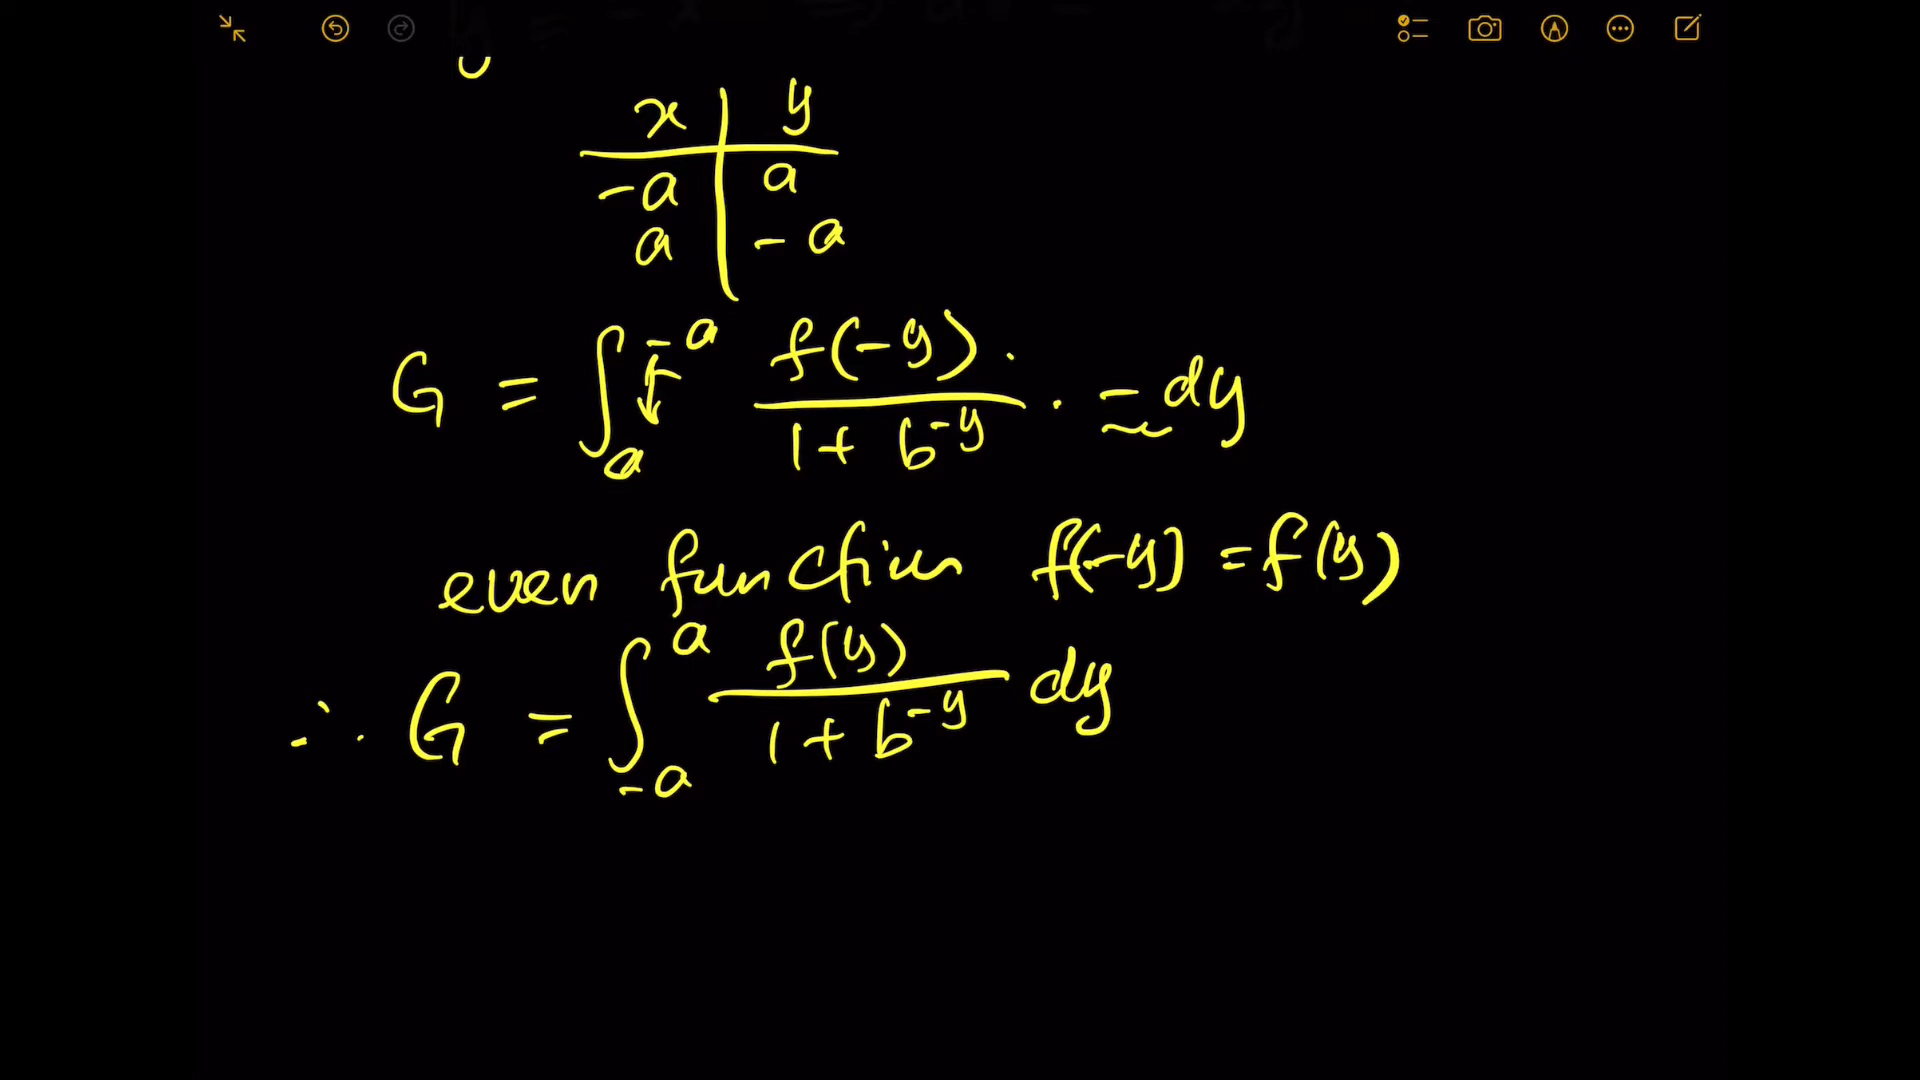 x | y
-a | a
a | -a
G = ∫_a^{-a} f(-y). / (1 + b^{-y}) . -dy
even function f(-y) = f(y)
∴ G = ∫_{-a}^{a} f(y) / (1 + b^{-y}) dy